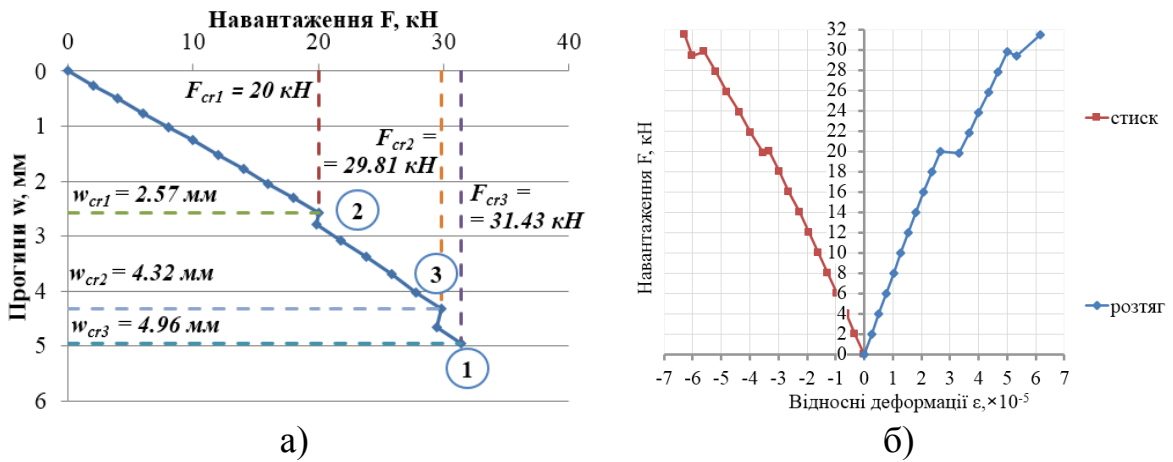 Навантаження F, кН
0 10 20 30 40
0
1
2
3
4
5
6
Прогини w, мм
F_cr1 = 20 кН
F_cr2 =
= 29.81 кН
F_cr3 =
= 31.43 кН
w_cr1 = 2.57 мм
w_cr2 = 4.32 мм
w_cr3 = 4.96 мм
2
3
1
а)
Навантаження F, кН
32
30
28
26
24
22
20
18
16
14
12
10
8
6
4
2
0
-7 -6 -5 -4 -3 -2 -1 0 1 2 3 4 5 6 7
Відносні деформації ε,×10⁻⁵
стиск
розтяг
б)